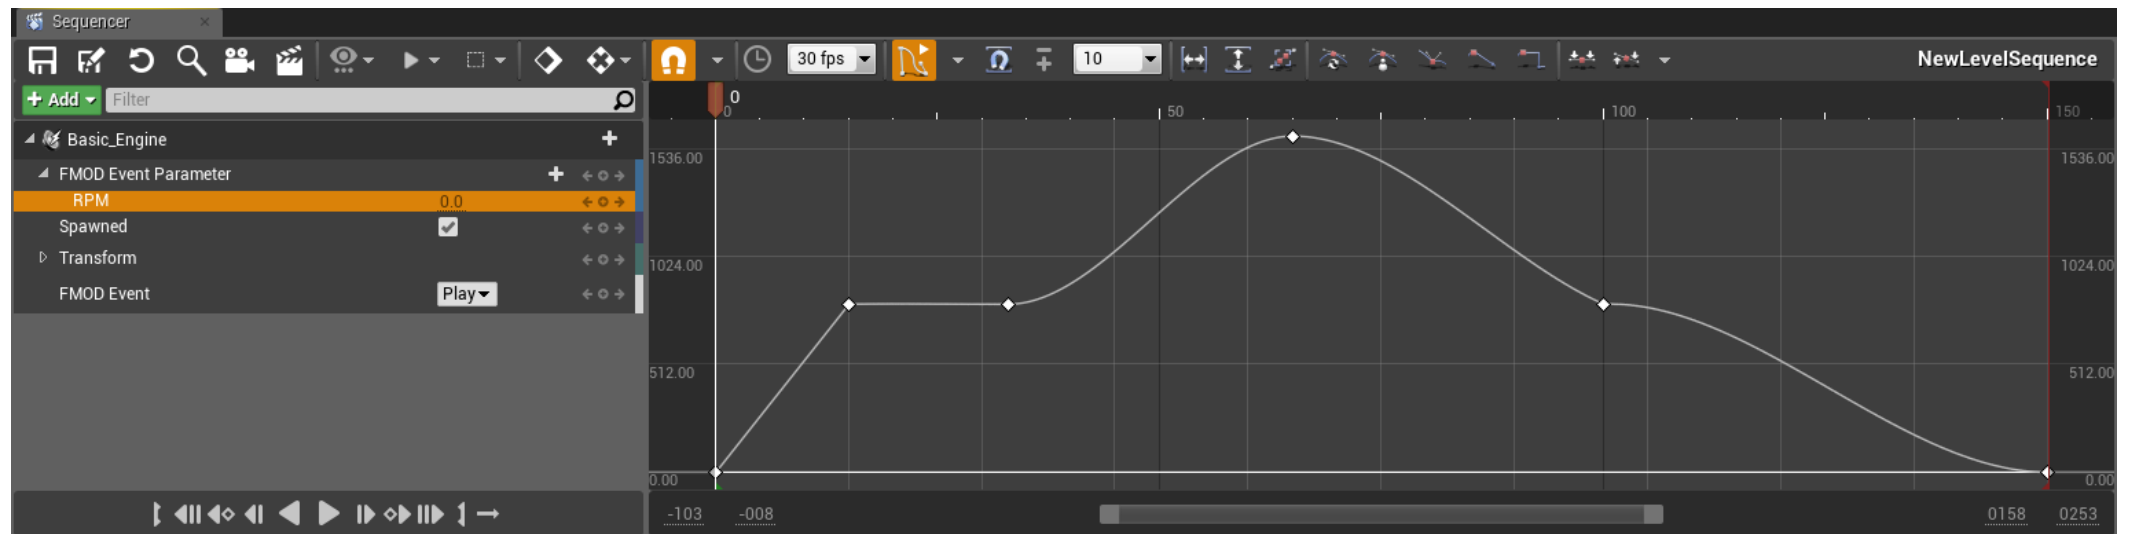 Sequencer
30 fps
10
NewLevelSequence
+ Add
Filter
0
0
50
100
150
Basic_Engine
FMOD Event Parameter
RPM
0.0
Spawned
Transform
FMOD Event
Play
1536.00
1536.00
1024.00
1024.00
512.00
512.00
0.00
0.00
-103
-008
0158
0253